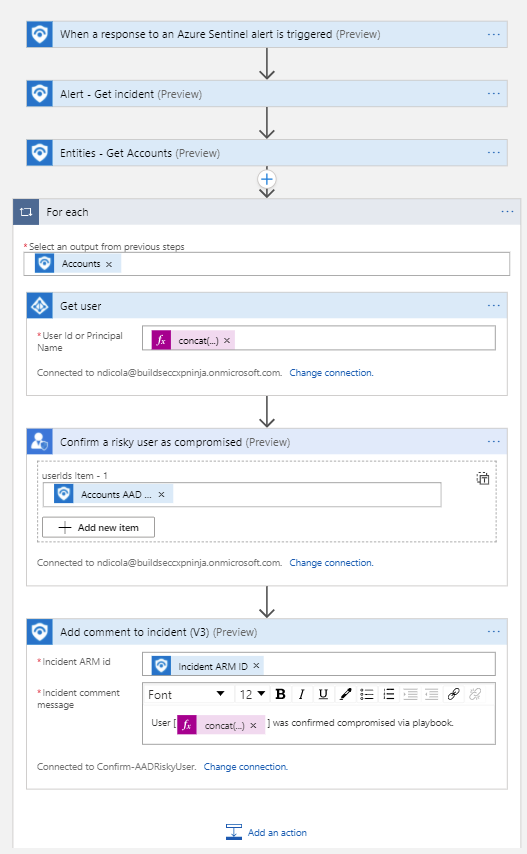 When a response to an Azure Sentinel alert is triggered (Preview)
Alert - Get incident (Preview)
Entities - Get Accounts (Preview)
For each
* Select an output from previous steps
Accounts ×
Get user
* User Id or Principal
Name
fx concat(...) ×
Connected to ndicola@buildseccxpninja.onmicrosoft.com. Change connection.
Confirm a risky user as compromised (Preview)
userIds Item - 1
Accounts AAD ... ×
Add new item
Connected to ndicola@buildseccxpninja.onmicrosoft.com. Change connection.
Add comment to incident (V3) (Preview)
* Incident ARM id
Incident ARM ID ×
* Incident comment
message
Font 12 B I U
User [ fx concat(...) × ] was confirmed compromised via playbook.
Connected to Confirm-AADRiskyUser. Change connection.
Add an action